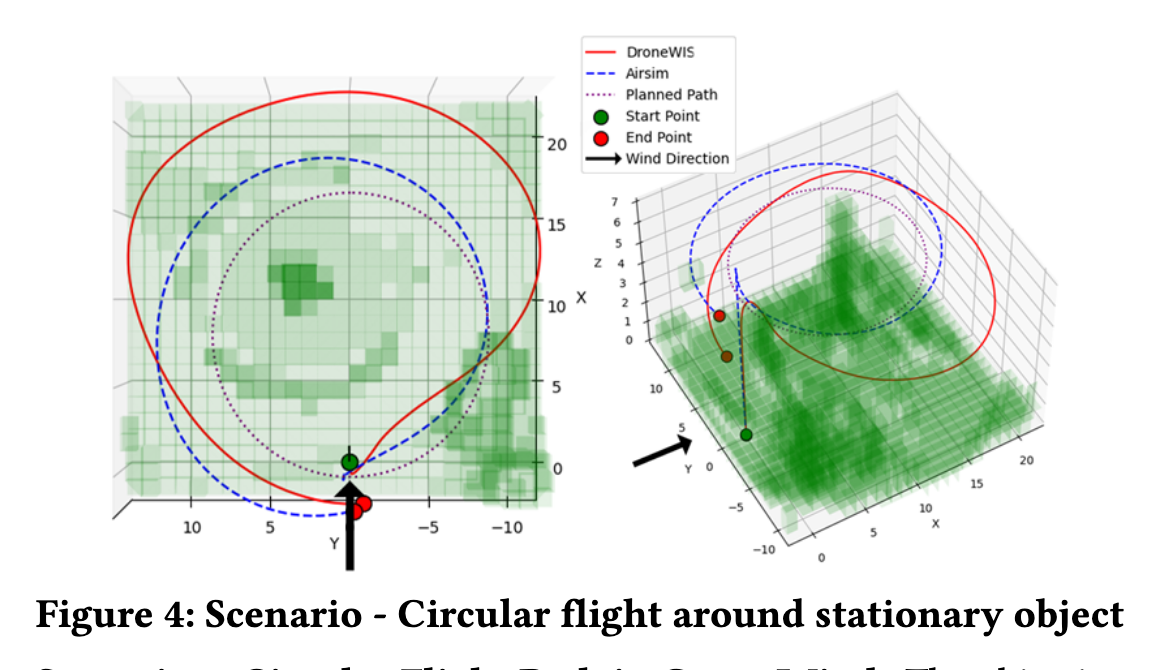 DroneWIS
Airsim
Planned Path
Start Point
End Point
Wind Direction
20
15
10
5
0
X
10
5
−5
−10
Y
7
6
5
4
3
2
1
0
Z
10
5
0
−5
−10
Y
0
5
10
15
20
X
Figure 4: Scenario - Circular flight around stationary object